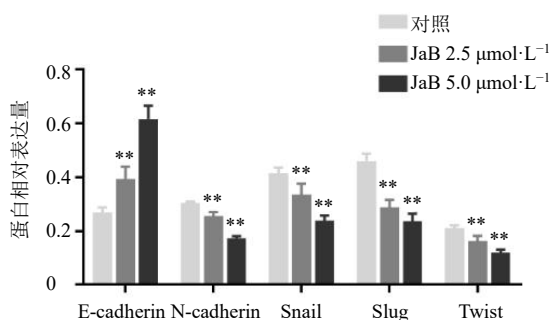 对照
JaB 2.5 μmol·L⁻¹
JaB 5.0 μmol·L⁻¹
蛋白相对表达量
0.8
0.6
0.4
0.2
0
** ** ** ** ** ** ** ** ** **
E-cadherin N-cadherin Snail Slug Twist